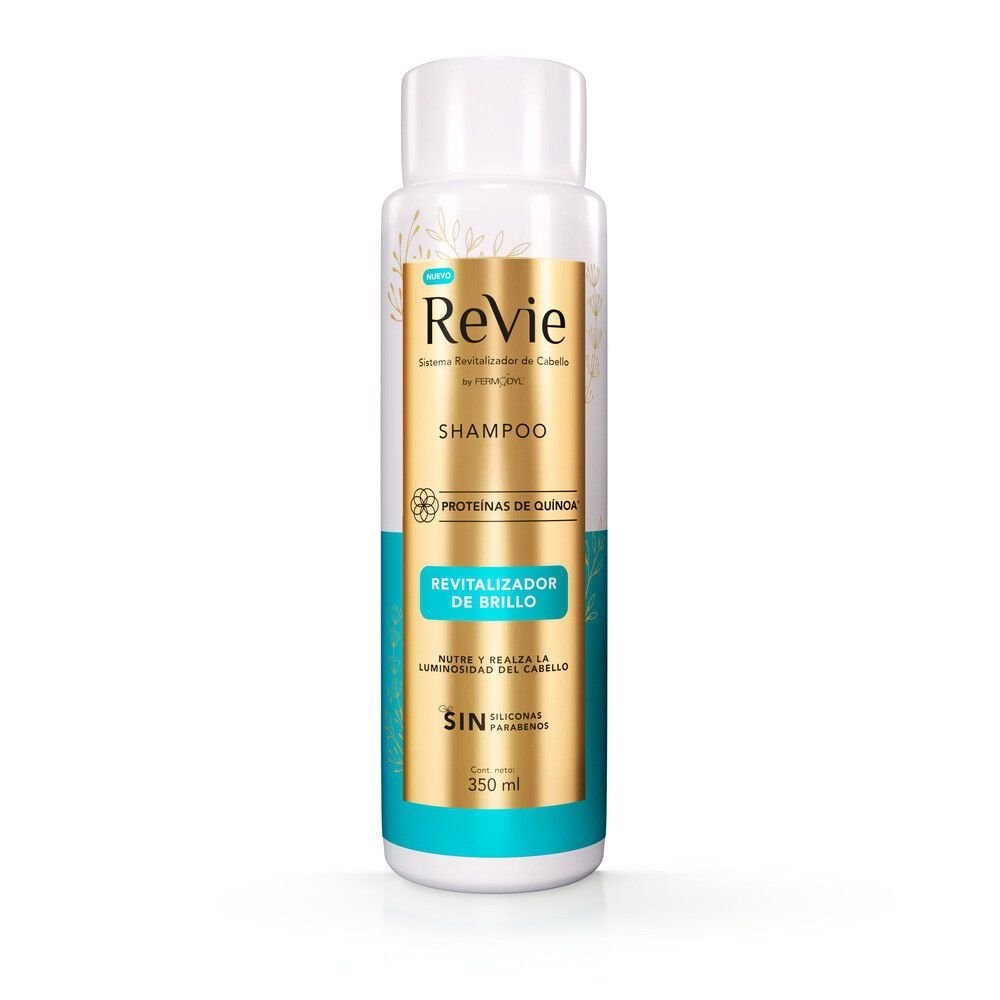 NUEVO
ReVie
Sistema Revitalizador de Cabello
by FERMODYL
SHAMPOO
PROTEÍNAS DE QUÍNOA*
REVITALIZADOR
DE BRILLO
NUTRE Y REALZA LA
LUMINOSIDAD DEL CABELLO
SIN SILICONAS
PARABENOS
Cont. neto:
350 ml